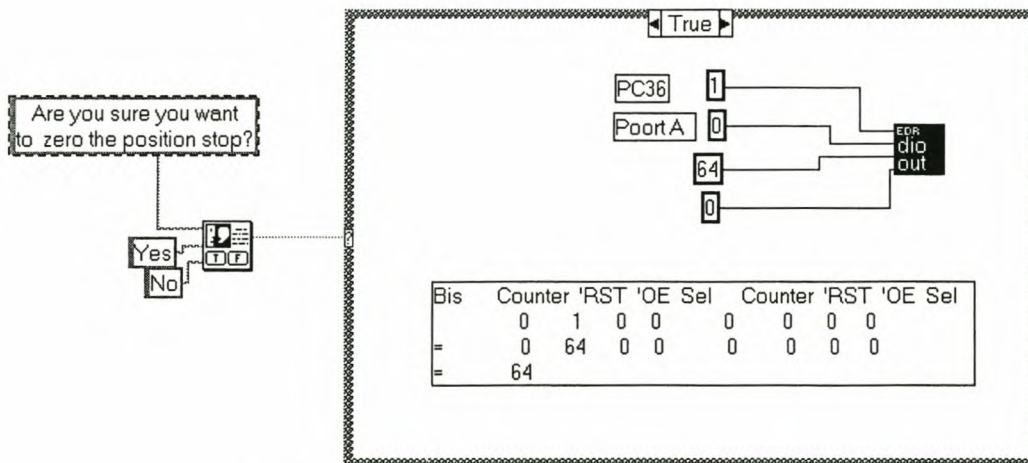 True
Are you sure you want
to zero the position stop?
Yes
No
PC36
1
Poort A
0
64
0
EDR
dio
out
T F
Bis Counter 'RST 'OE Sel Counter 'RST 'OE Sel
0 1 0 0 0 0 0 0
= 0 64 0 0 0 0 0 0
= 64